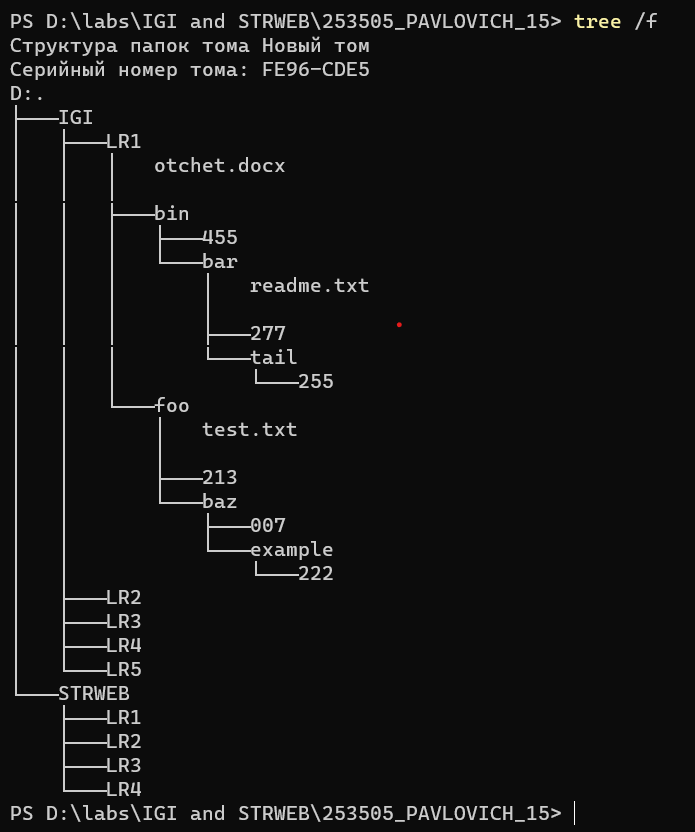 PS D:\labs\IGI and STRWEB\253505_PAVLOVICH_15> tree /f
Структура папок тома Новый том
Серийный номер тома: FE96-CDE5
D:.
├───IGI
│   ├───LR1
│   │   │   otchet.docx
│   │   │
│   │   ├───bin
│   │   │   ├───455
│   │   │   └───bar
│   │   │       │   readme.txt
│   │   │       │
│   │   │       ├───277
│   │   │       └───tail
│   │   │           └───255
│   │   └───foo
│   │       │   test.txt
│   │       │
│   │       ├───213
│   │       └───baz
│   │           ├───007
│   │           └───example
│   │               └───222
│   ├───LR2
│   ├───LR3
│   ├───LR4
│   └───LR5
└───STRWEB
    ├───LR1
    ├───LR2
    ├───LR3
    └───LR4
PS D:\labs\IGI and STRWEB\253505_PAVLOVICH_15>